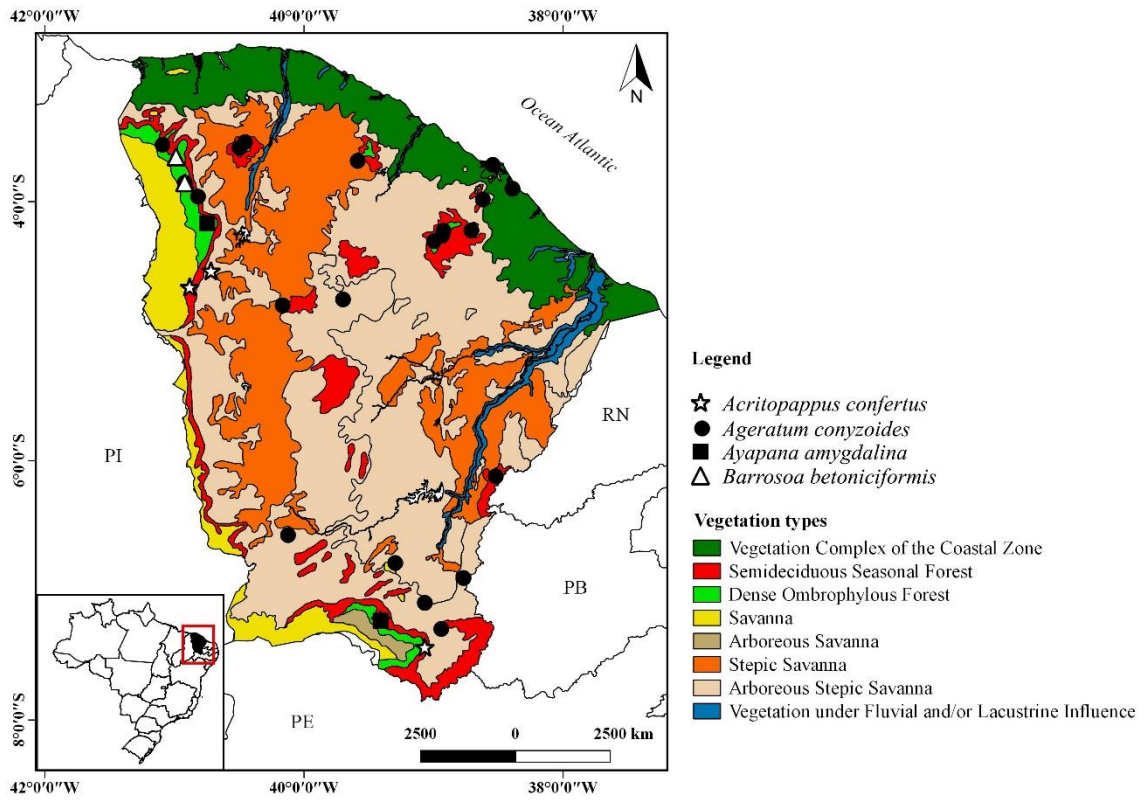 42°0'0"W
40°0'0"W
38°0'0"W
N
Ocean Atlantic
4°0'0"S
RN
PI
6°0'0"S
PB
PE
8°0'0"S
2500 0 2500 km
42°0'0"W
40°0'0"W
38°0'0"W
Legend
Acritopappus confertus
Ageratum conyzoides
Ayapana amygdalina
Barrosoa betoniciformis
Vegetation types
Vegetation Complex of the Coastal Zone
Semideciduous Seasonal Forest
Dense Ombrophylous Forest
Savanna
Arboreous Savanna
Stepic Savanna
Arboreous Stepic Savanna
Vegetation under Fluvial and/or Lacustrine Influence